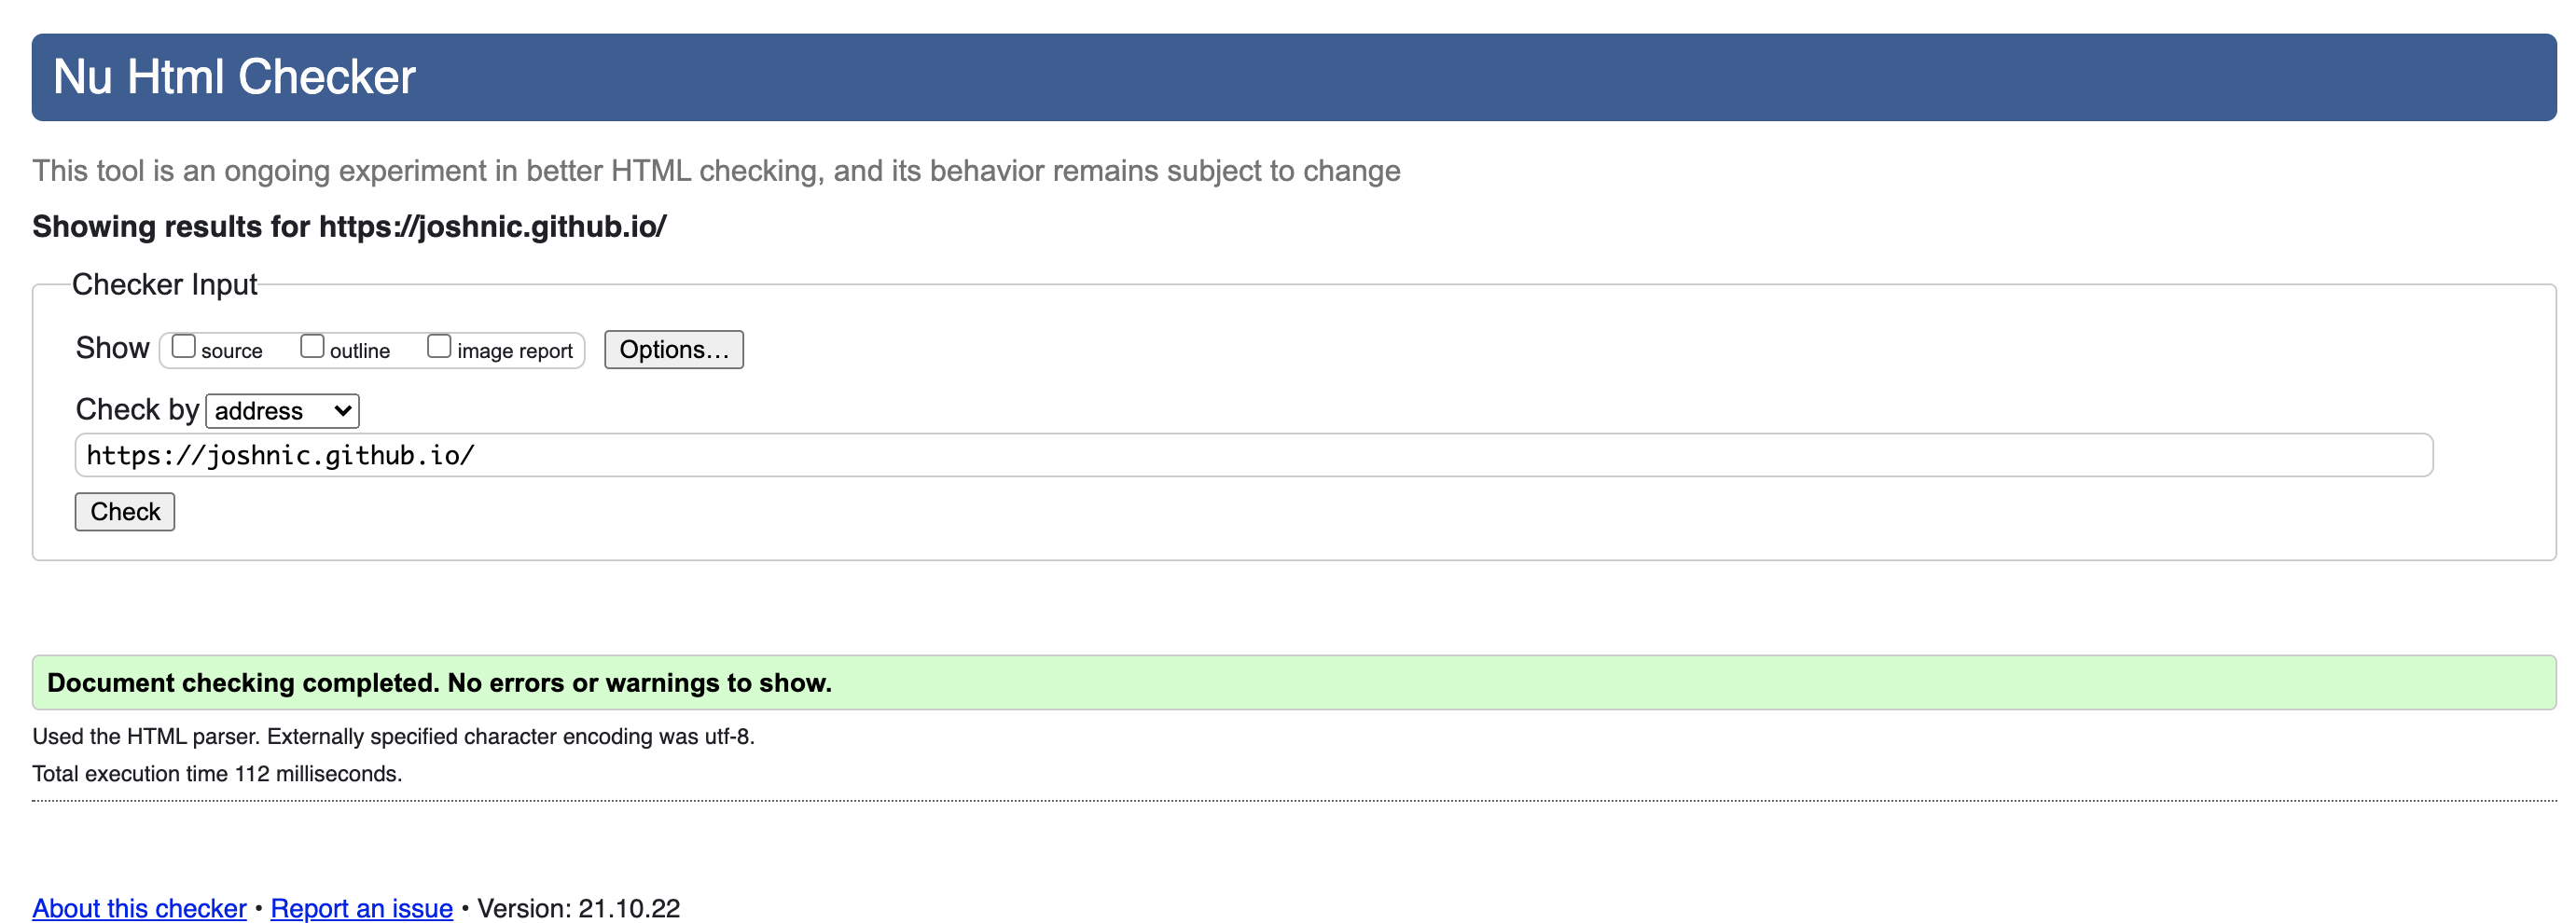 Nu Html Checker
This tool is an ongoing experiment in better HTML checking, and its behavior remains subject to change
Showing results for https://joshnic.github.io/
Checker Input
Show source outline image report Options...
Check by address
https://joshnic.github.io/
Check
Document checking completed. No errors or warnings to show.
Used the HTML parser. Externally specified character encoding was utf-8.
Total execution time 112 milliseconds.
About this checker • Report an issue • Version: 21.10.22